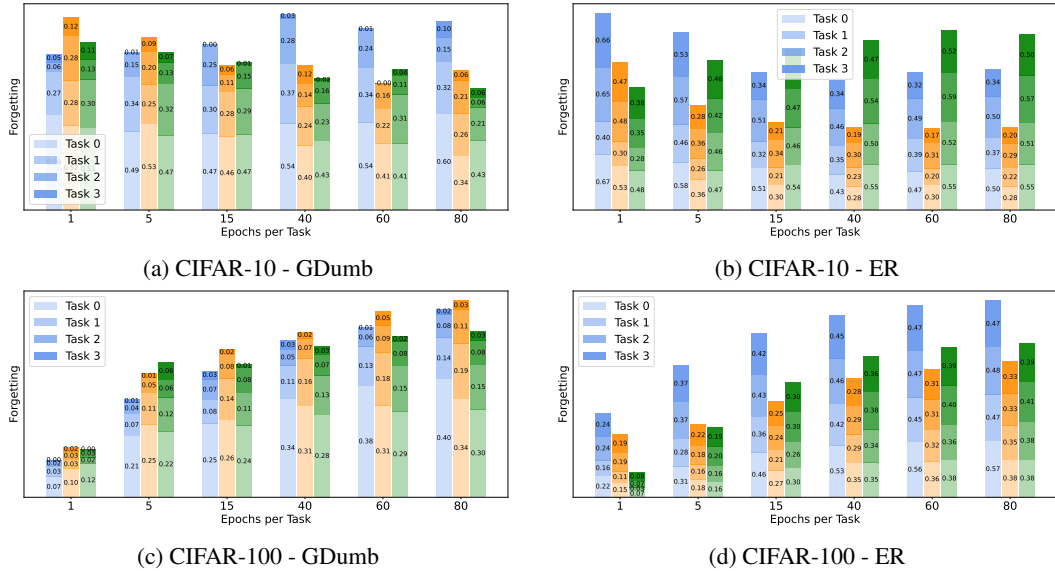 Forgetting
0.05 0.06 0.27
0.12 0.28 0.28
0.11 0.13 0.30
0.01 0.15 0.34 0.49
0.09 0.20 0.25 0.53
0.07 0.13 0.32 0.47
0.00 0.25 0.30 0.47
0.06 0.11 0.28 0.46
0.01 0.15 0.29 0.47
0.03 0.28 0.37 0.54
0.12 0.14 0.24 0.40
0.16 0.23 0.43
0.01 0.24 0.34 0.54
-0.00 0.16 0.22 0.41
0.04 0.11 0.31 0.41
0.10 0.15 0.32 0.60
0.06 0.21 0.26 0.34
0.06 0.06 0.21 0.43
Task 0
Task 1
Task 2
Task 3
1 5 15 40 60 80
Epochs per Task
(a) CIFAR-10 - GDumb
Forgetting
0.66 0.65 0.40 0.67
0.47 0.48 0.30 0.53
0.38 0.35 0.28 0.48
0.53 0.57 0.46 0.58
0.28 0.36 0.26 0.36
0.46 0.42 0.46 0.47
0.34 0.51 0.32 0.51
0.21 0.34 0.21 0.30
0.47 0.46 0.54
0.34 0.46 0.35 0.43
0.19 0.30 0.23 0.28
0.47 0.54 0.50 0.55
0.32 0.49 0.39 0.47
0.17 0.31 0.20 0.30
0.52 0.60 0.52 0.55
0.34 0.50 0.37 0.50
0.20 0.29 0.22 0.28
0.50 0.57 0.51 0.55
Task 0
Task 1
Task 2
Task 3
1 5 15 40 60 80
Epochs per Task
(b) CIFAR-10 - ER
Forgetting
Task 0
Task 1
Task 2
Task 3
0.00 0.02 0.03 0.07
0.02 0.03 0.03 0.10
0.00 0.03 0.02 0.12
0.01 0.04 0.07 0.21
0.01 0.05 0.11 0.25
0.06 0.06 0.12 0.22
0.03 0.07 0.08 0.25
0.02 0.08 0.14 0.26
0.01 0.08 0.11 0.24
0.03 0.05 0.11 0.34
0.02 0.07 0.16 0.31
0.03 0.07 0.13 0.28
0.01 0.06 0.13 0.38
0.05 0.09 0.18 0.31
0.02 0.08 0.15 0.29
0.02 0.08 0.14 0.40
0.03 0.11 0.19 0.34
0.03 0.08 0.15 0.30
1 5 15 40 60 80
Epochs per Task
(c) CIFAR-100 - GDumb
Forgetting
Task 0
Task 1
Task 2
Task 3
0.24 0.24 0.16 0.22
0.19 0.19 0.11 0.15
0.08 0.07 0.03 0.07
0.37 0.37 0.28 0.31
0.22 0.18 0.16 0.18
0.19 0.20 0.16 0.16
0.42 0.43 0.36 0.46
0.25 0.24 0.21 0.27
0.30 0.30 0.26 0.30
0.45 0.46 0.42 0.53
0.28 0.29 0.29 0.35
0.36 0.38 0.34 0.35
0.47 0.47 0.45 0.56
0.31 0.31 0.32 0.36
0.39 0.40 0.36 0.38
0.47 0.48 0.47 0.57
0.33 0.33 0.35 0.38
0.39 0.41 0.38 0.38
1 5 15 40 60 80
Epochs per Task
(d) CIFAR-100 - ER